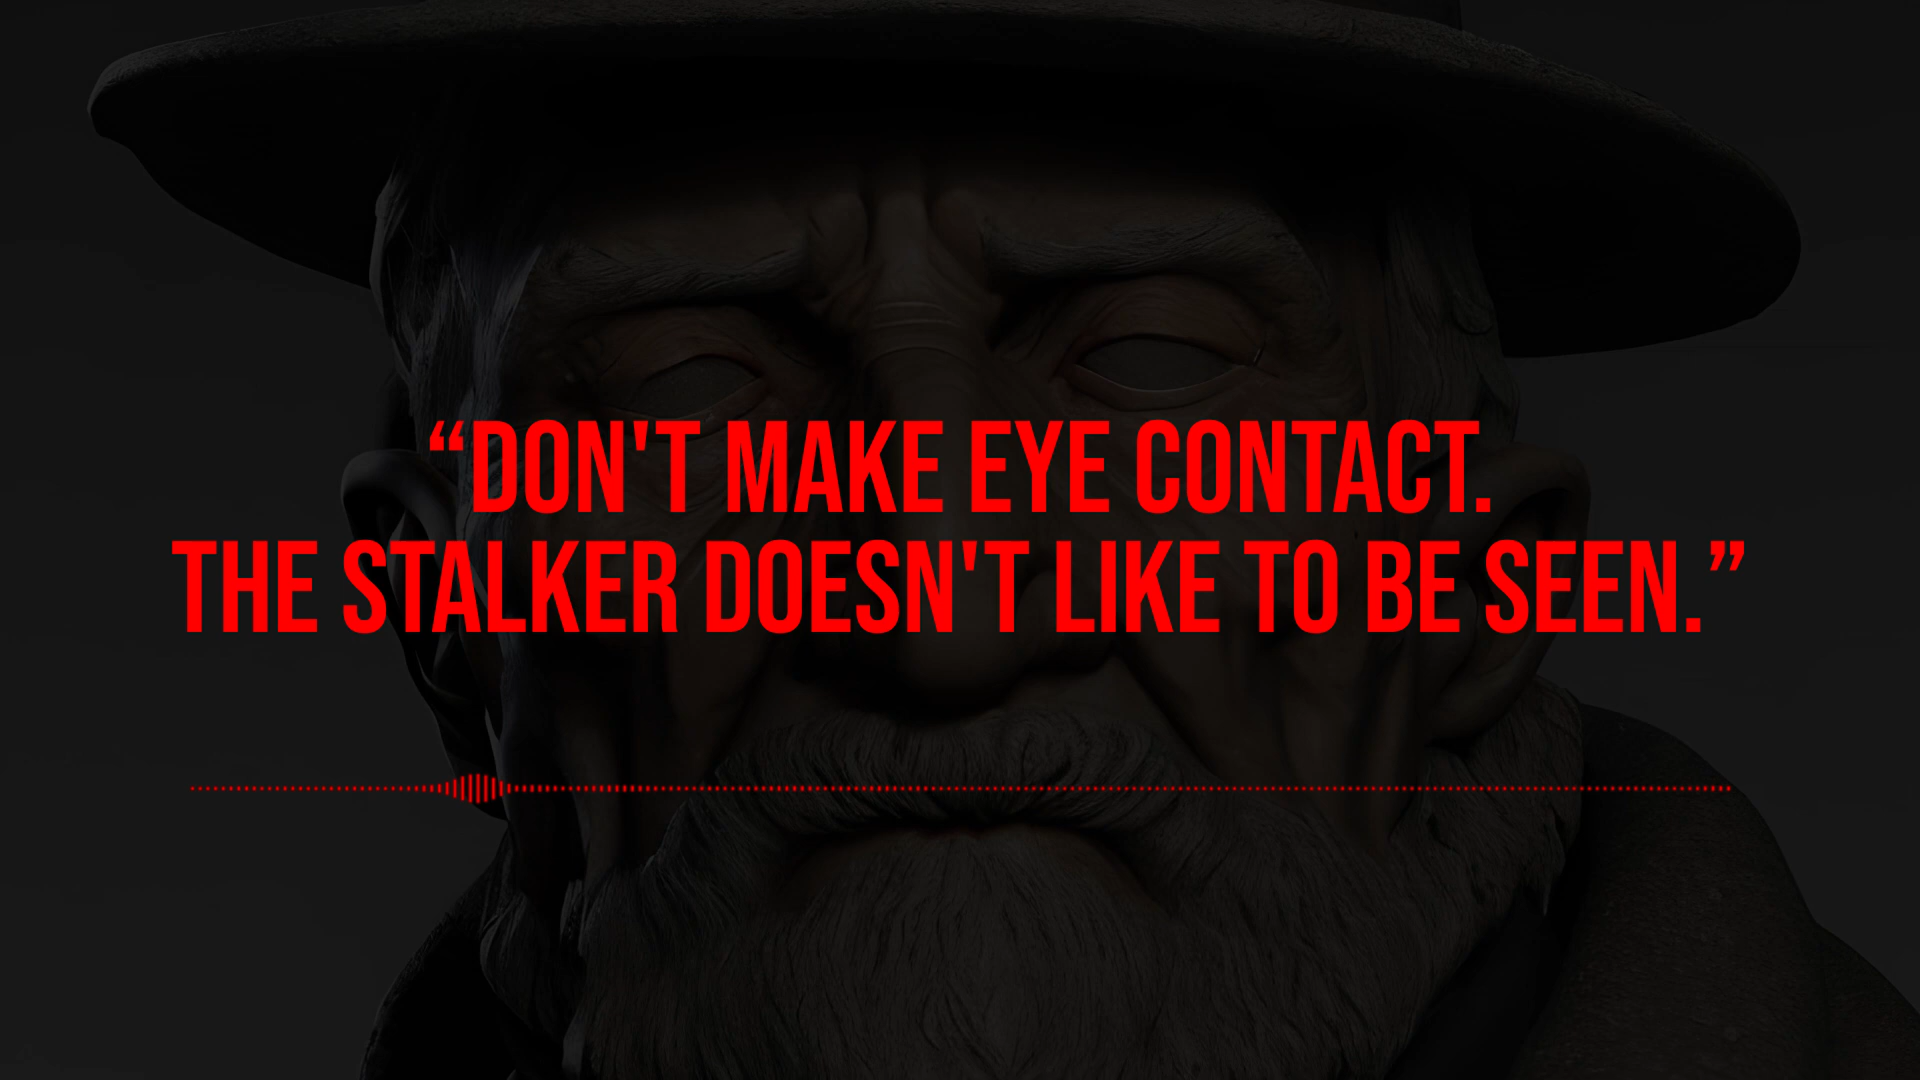 “DON'T MAKE EYE CONTACT.
THE STALKER DOESN'T LIKE TO BE SEEN.”